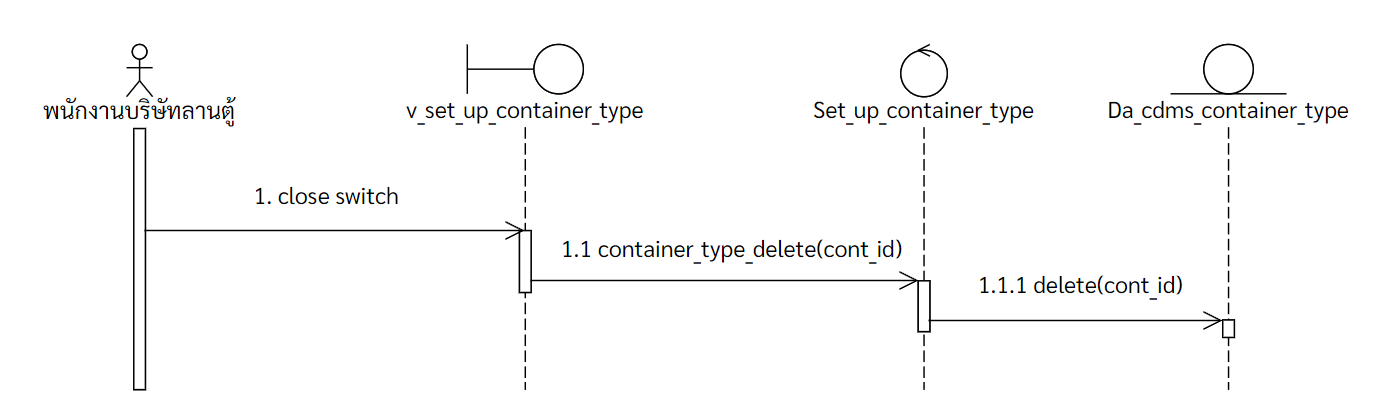 พนักงานบริษัทลานตู้
v_set_up_container_type
Set_up_container_type
Da_cdms_container_type
1. close switch
1.1 container_type_delete(cont_id)
1.1.1 delete(cont_id)